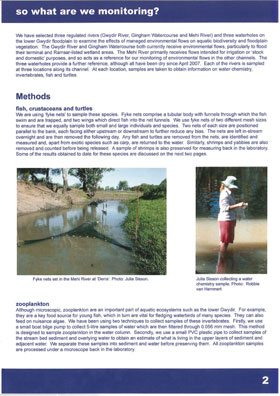 so what are we monitoring?
We have selected three regulated rivers (Gwydir River, Gingham Watercourse and Mehi River) and three waterholes on
the lower Gwydir floodplain to examine the effects of managed environmental flows on aquatic biodiversity and floodplain
vegetation. The Gwydir River and Gingham Watercourse both currently receive environmental flows, particularly to flood
their terminal and Ramsar-listed wetland areas. The Mehi River primarily receives flows intended for irrigation or 'stock
and domestic' purposes, and so acts as a reference for our monitoring of environmental flows in the other channels. The
three waterholes provide a further reference, although all have been dry since April 2007. Each of the rivers is sampled
at three locations along its channel. At each location, samples are taken to obtain information on water chemistry,
invertebrates, fish and turtles
Methods
fish, crustaceans and turtles
We are using fyke nets to sample these species. Fyke nets comprise a tubular body with funnels through which the fish
swim and are trapped, and two wings which direct fish into the net funnels. We use fyke nets of two different mesh sizes
to ensure that we equally sample both small and large individuals and species. Two nets of each size are positioned
parallel to the bank, each facing either upstream or downstream to further reduce any bias. The nets are left in-stream
overnight and are then removed the following day. Any fish and turtles are removed from the nets, are identified and
measured and, apart from exotic species such as carp, are returned to the water. Similarly, shrimps and yabbies are also
removed and counted before being released. A sample of shrimps is also preserved for measuring back in the laboratory.
Some of the results obtained to date for these species are discussed on the next two pages.
Fyke nets set in the Mehi River at 'Derra'. Photo: Julia Sisson.
Julia Sisson collecting a water
chemistry sample. Photo: Robbie
van Hemmert
zooplankton
Although microscopic, zooplankton are an important part of aquatic ecosystems such as the lower Gwydir. For example,
they are a key food source for young fish, which in turn are vital for fledging waterbirds of many species. They can also
feed on nuisance algae. We have been using two techniques to collect samples of these invertebrates. Firstly, we use
a small boat bilge pump to collect 5-litre samples of water which are then filtered through 0.056 mm mesh. This method
is designed to sample zooplankton in the water column. Secondly, we use a small PVC plastic pipe to collect samples of
the stream bed sediment and overlying water to obtain an estimate of what is living in the upper layers of sediment and
adjacent water. We separate these samples into sediment and water before preserving them. All zooplankton samples
are processed under a microscope back in the laboratory.
2